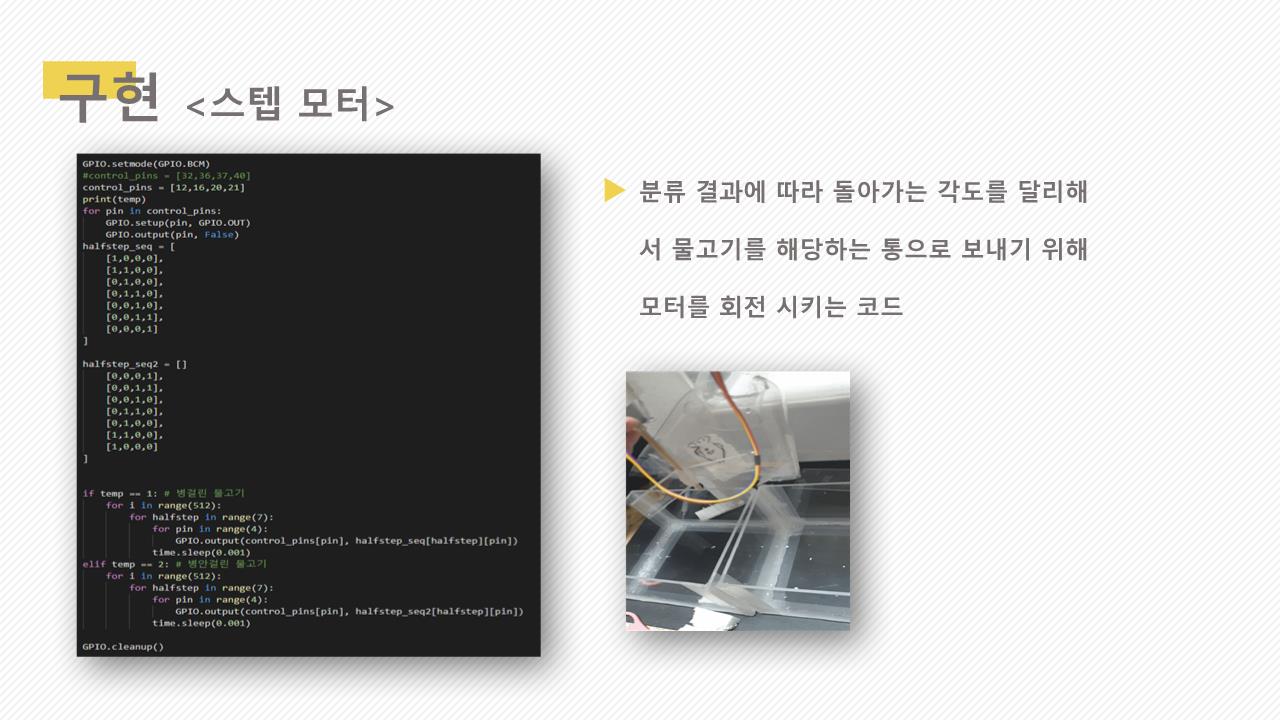 구현 <스텝 모터>
GPIO.setmode(GPIO.BCM)
#control_pins = [32,36,37,40]
control_pins = [12,16,20,21]
print(temp)
for pin in control_pins:
    GPIO.setup(pin, GPIO.OUT)
    GPIO.output(pin, False)
halfstep_seq = [
    [1,0,0,0],
    [1,1,0,0],
    [0,1,0,0],
    [0,1,1,0],
    [0,0,1,0],
    [0,0,1,1],
    [0,0,0,1]
]
halfstep_seq2 = []
    [0,0,0,1],
    [0,0,1,1],
    [0,0,1,0],
    [0,1,1,0],
    [0,1,0,0],
    [1,1,0,0],
    [1,0,0,0]
]
if temp == 1: # 병걸린 물고기
    for i in range(512):
        for halfstep in range(7):
            for pin in range(4):
                GPIO.output(control_pins[pin], halfstep_seq[halfstep][pin])
            time.sleep(0.001)
elif temp == 2: # 병안걸린 물고기
    for i in range(512):
        for halfstep in range(7):
            for pin in range(4):
                GPIO.output(control_pins[pin], halfstep_seq2[halfstep][pin])
            time.sleep(0.001)
GPIO.cleanup()
분류 결과에 따라 돌아가는 각도를 달리해
서 물고기를 해당하는 통으로 보내기 위해
모터를 회전 시키는 코드